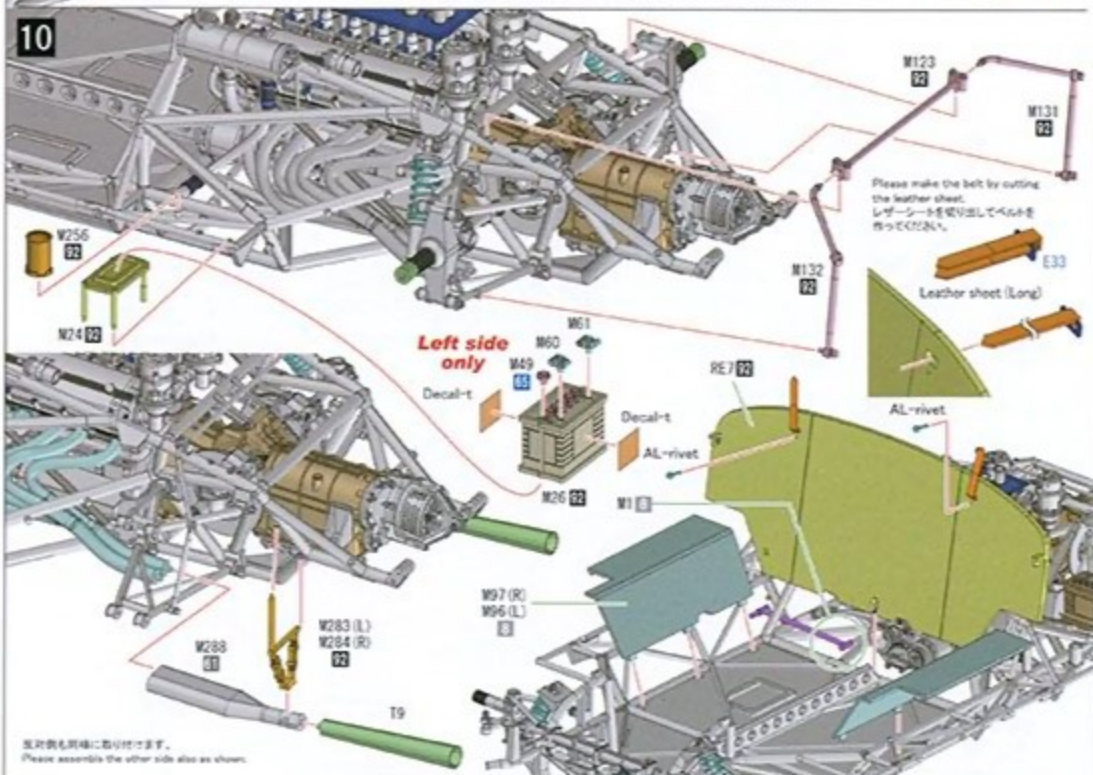 10
M123
92
M131
92
Please make the belt by cutting
the leather sheet.
レザーシートを切り出してベルトを
作ってください。
E33
Leather sheet (Long)
M132
92
M256
92
M24 92
Left side
only
M61
M60
M49
65
Decal-t
Decal-t
AL-rivet
M26 92
RE7 92
AL-rivet
M1 8
M97 (R)
M96 (L)
8
M283 (L)
M284 (R)
92
M288
61
T9
反対側も同様に取り付けます。
Please assemble the other side also as shown.